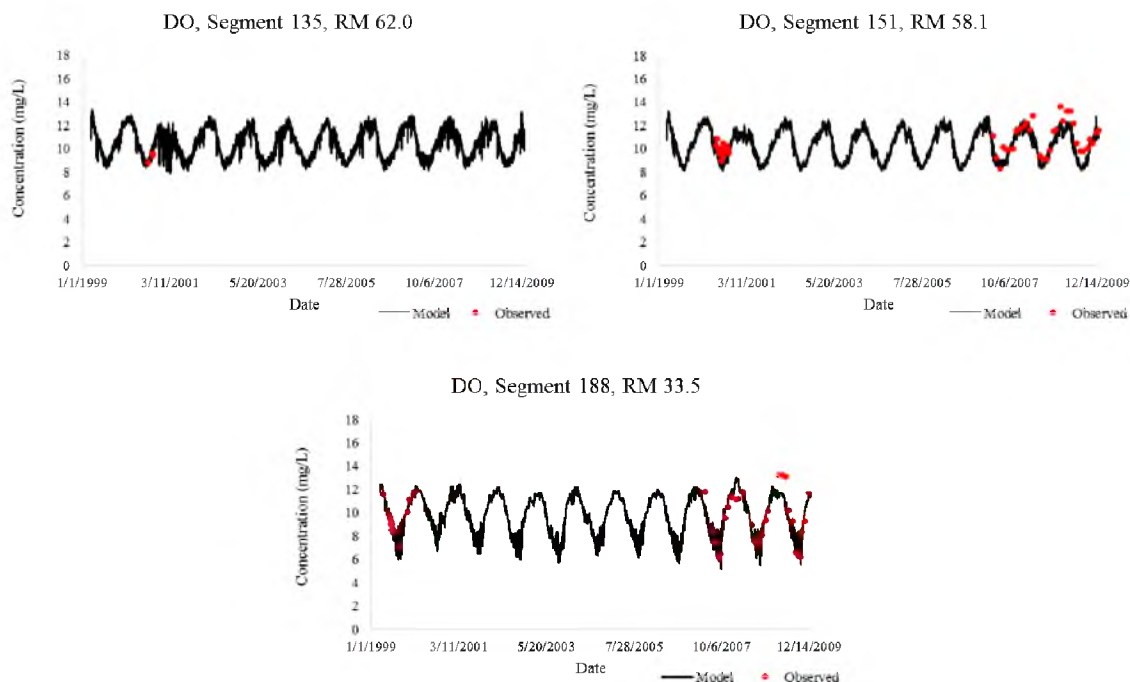 DO, Segment 135, RM 62.0
Concentration (mg/L)
18
16
14
12
10
8
6
4
2
0
1/1/1999 3/11/2001 5/20/2003 7/28/2005 10/6/2007 12/14/2009
Date
Model Observed
DO, Segment 151, RM 58.1
Concentration (mg/L)
18
16
14
12
10
8
6
4
2
0
1/1/1999 3/11/2001 5/20/2003 7/28/2005 10/6/2007 12/14/2009
Date
Model Observed
DO, Segment 188, RM 33.5
Concentration (mg/L)
18
16
14
12
10
8
6
4
2
0
1/1/1999 3/11/2001 5/20/2003 7/28/2005 10/6/2007 12/14/2009
Date
Model Observed